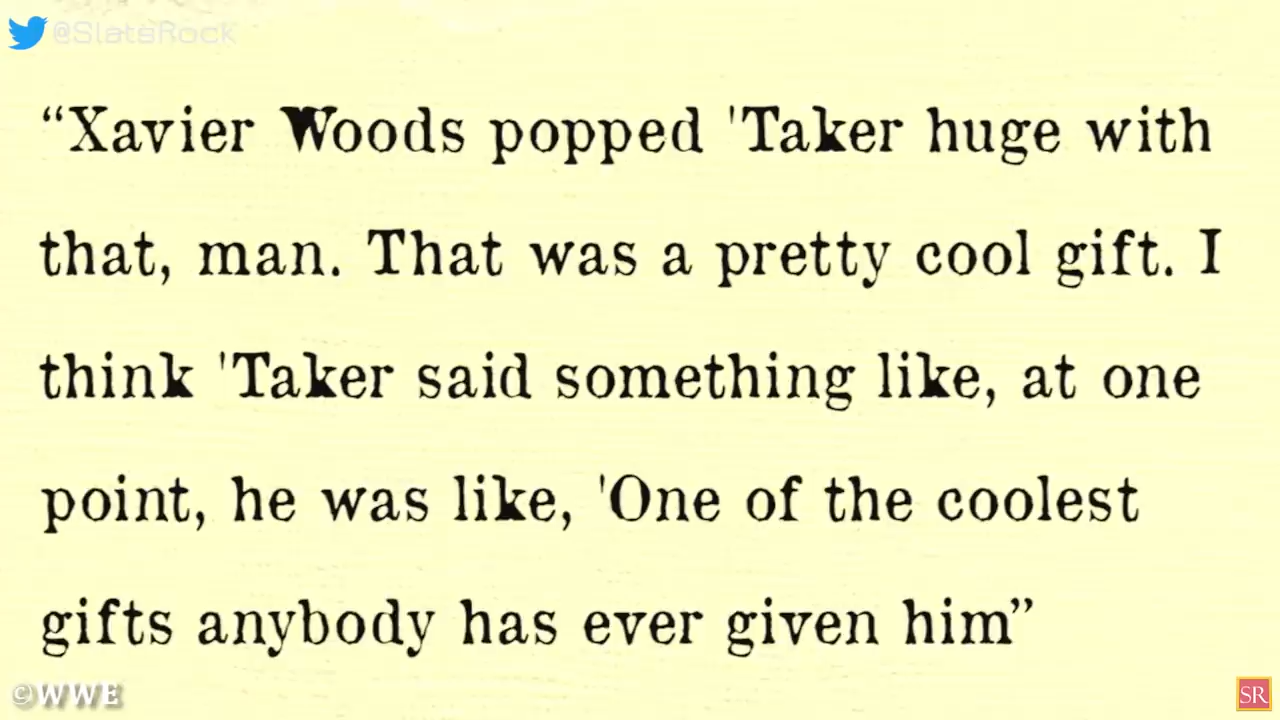 @SlateRock
“Xavier Woods popped 'Taker huge with
that, man. That was a pretty cool gift. I
think 'Taker said something like, at one
point, he was like, 'One of the coolest
gifts anybody has ever given him”
©WWE
SR